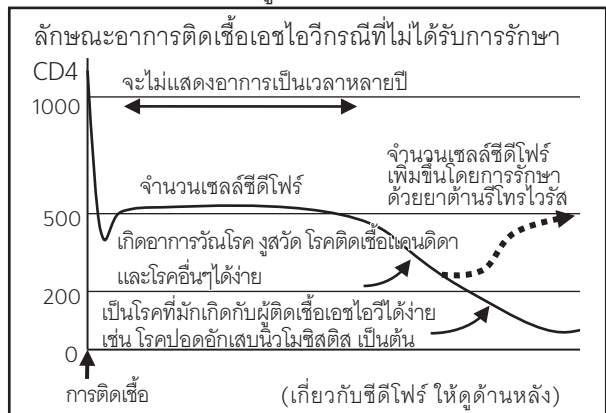 ลักษณะอาการติดเชื้อเอชไอวีกรณีที่ไม่ได้รับการรักษา
CD4
จะไม่แสดงอาการเป็นเวลาหลายปี
1000
จำนวนเซลล์ซีดีโฟร์
เพิ่มขึ้นโดยการรักษา
ด้วยยาต้านรีโทรไวรัส
จำนวนเซลล์ซีดีโฟร์
500
เกิดอาการวัณโรค งูสวัด โรคติดเชื้อแคนดิดา
และโรคอื่นๆได้ง่าย
200
เป็นโรคที่มักเกิดกับผู้ติดเชื้อเอชไอวีได้ง่าย
เช่น โรคปอดอักเสบนิวโมซิสติส เป็นต้น
0
การติดเชื้อ
(เกี่ยวกับซีดีโฟร์ ให้ดูด้านหลัง)